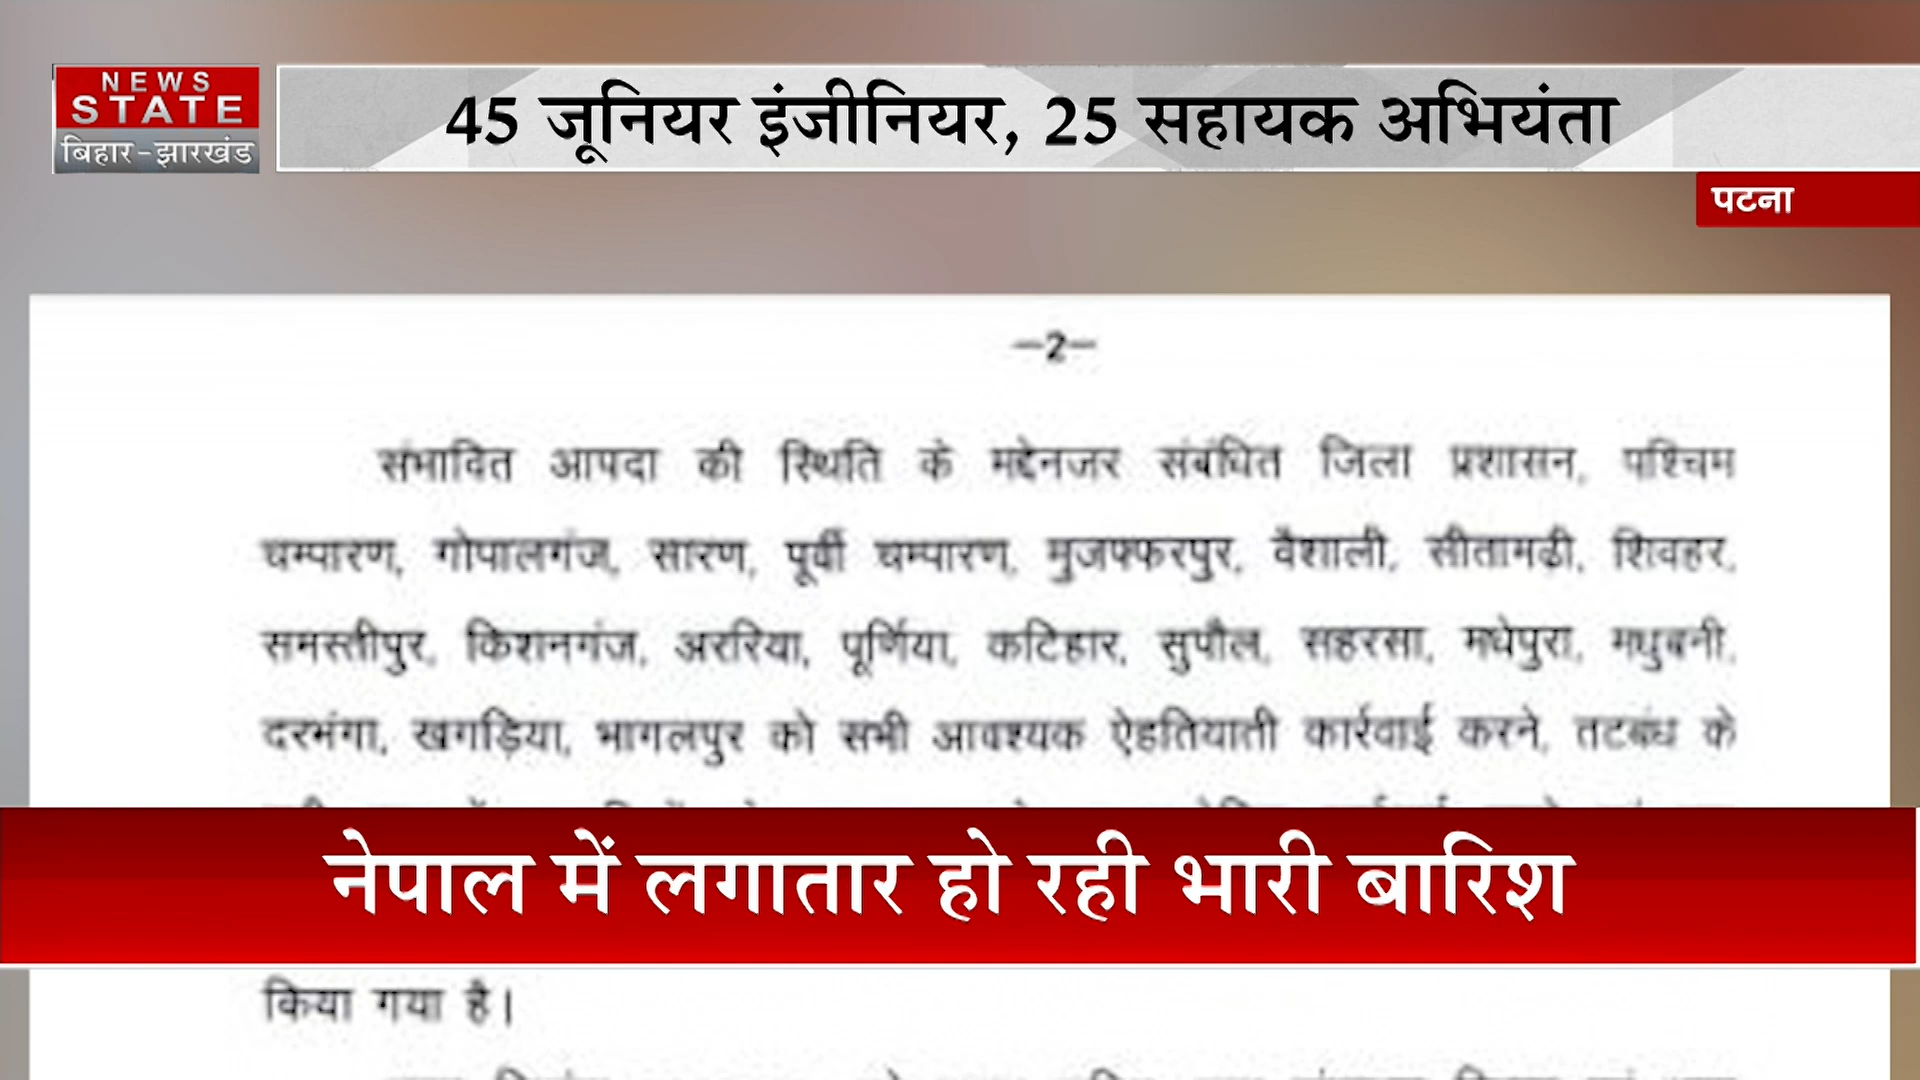 NEWS
STATE
बिहार-झारखंड
45 जूनियर इंजीनियर, 25 सहायक अभियंता
पटना
-2-
संभावित आपदा की स्थिति के मद्देनजर संबंधित जिला प्रशासन, पश्चिम
चम्पारण, गोपालगंज, सारण, पूर्वी चम्पारण, मुजफ्फरपुर, वैशाली, सीतामढ़ी, शिवहर,
समस्तीपुर, किशनगंज, अररिया, पूर्णिया, कटिहार, सुपौल, सहरसा, मधेपुरा, मधुबनी,
दरभंगा, खगड़िया, भागलपुर को सभी आवश्यक ऐहतियाती कार्रवाई करने, तटबंध के
नेपाल में लगातार हो रही भारी बारिश
किया गया है।